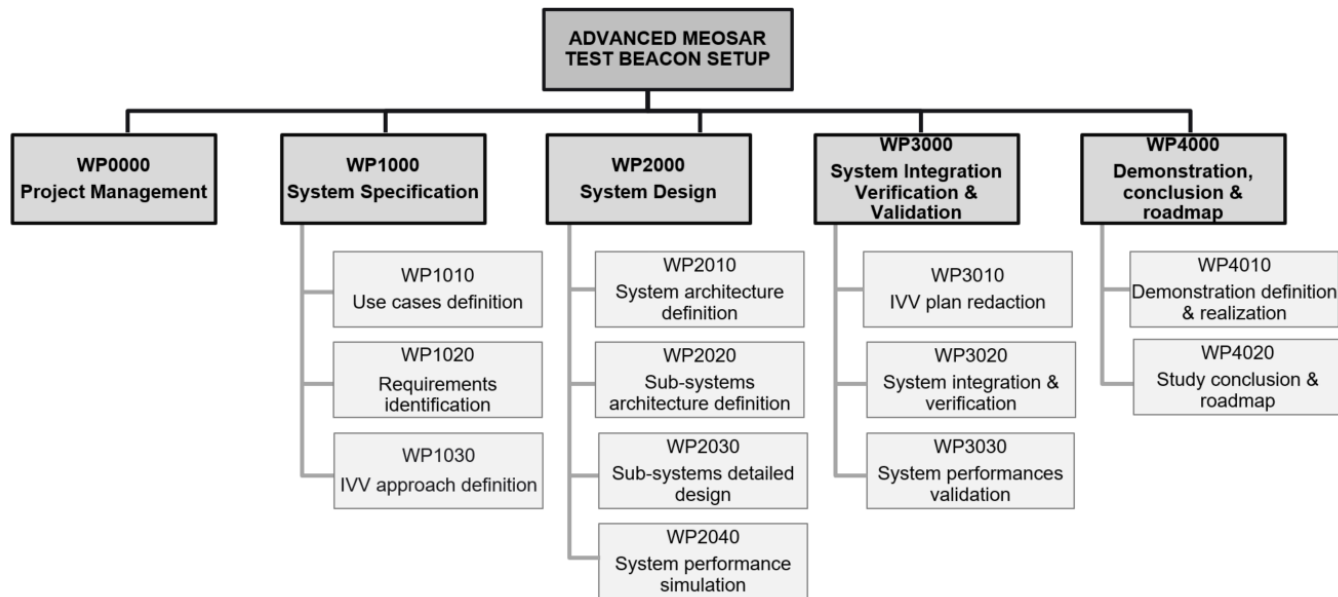 ADVANCED MEOSAR
TEST BEACON SETUP
WP0000
Project Management
WP1000
System Specification
WP2000
System Design
WP3000
System Integration
Verification &
Validation
WP4000
Demonstration,
conclusion &
roadmap
WP1010
Use cases definition
WP1020
Requirements
identification
WP1030
IVV approach definition
WP2010
System architecture
definition
WP2020
Sub-systems
architecture definition
WP2030
Sub-systems detailed
design
WP2040
System performance
simulation
WP3010
IVV plan redaction
WP3020
System integration &
verification
WP3030
System performances
validation
WP4010
Demonstration definition
& realization
WP4020
Study conclusion &
roadmap